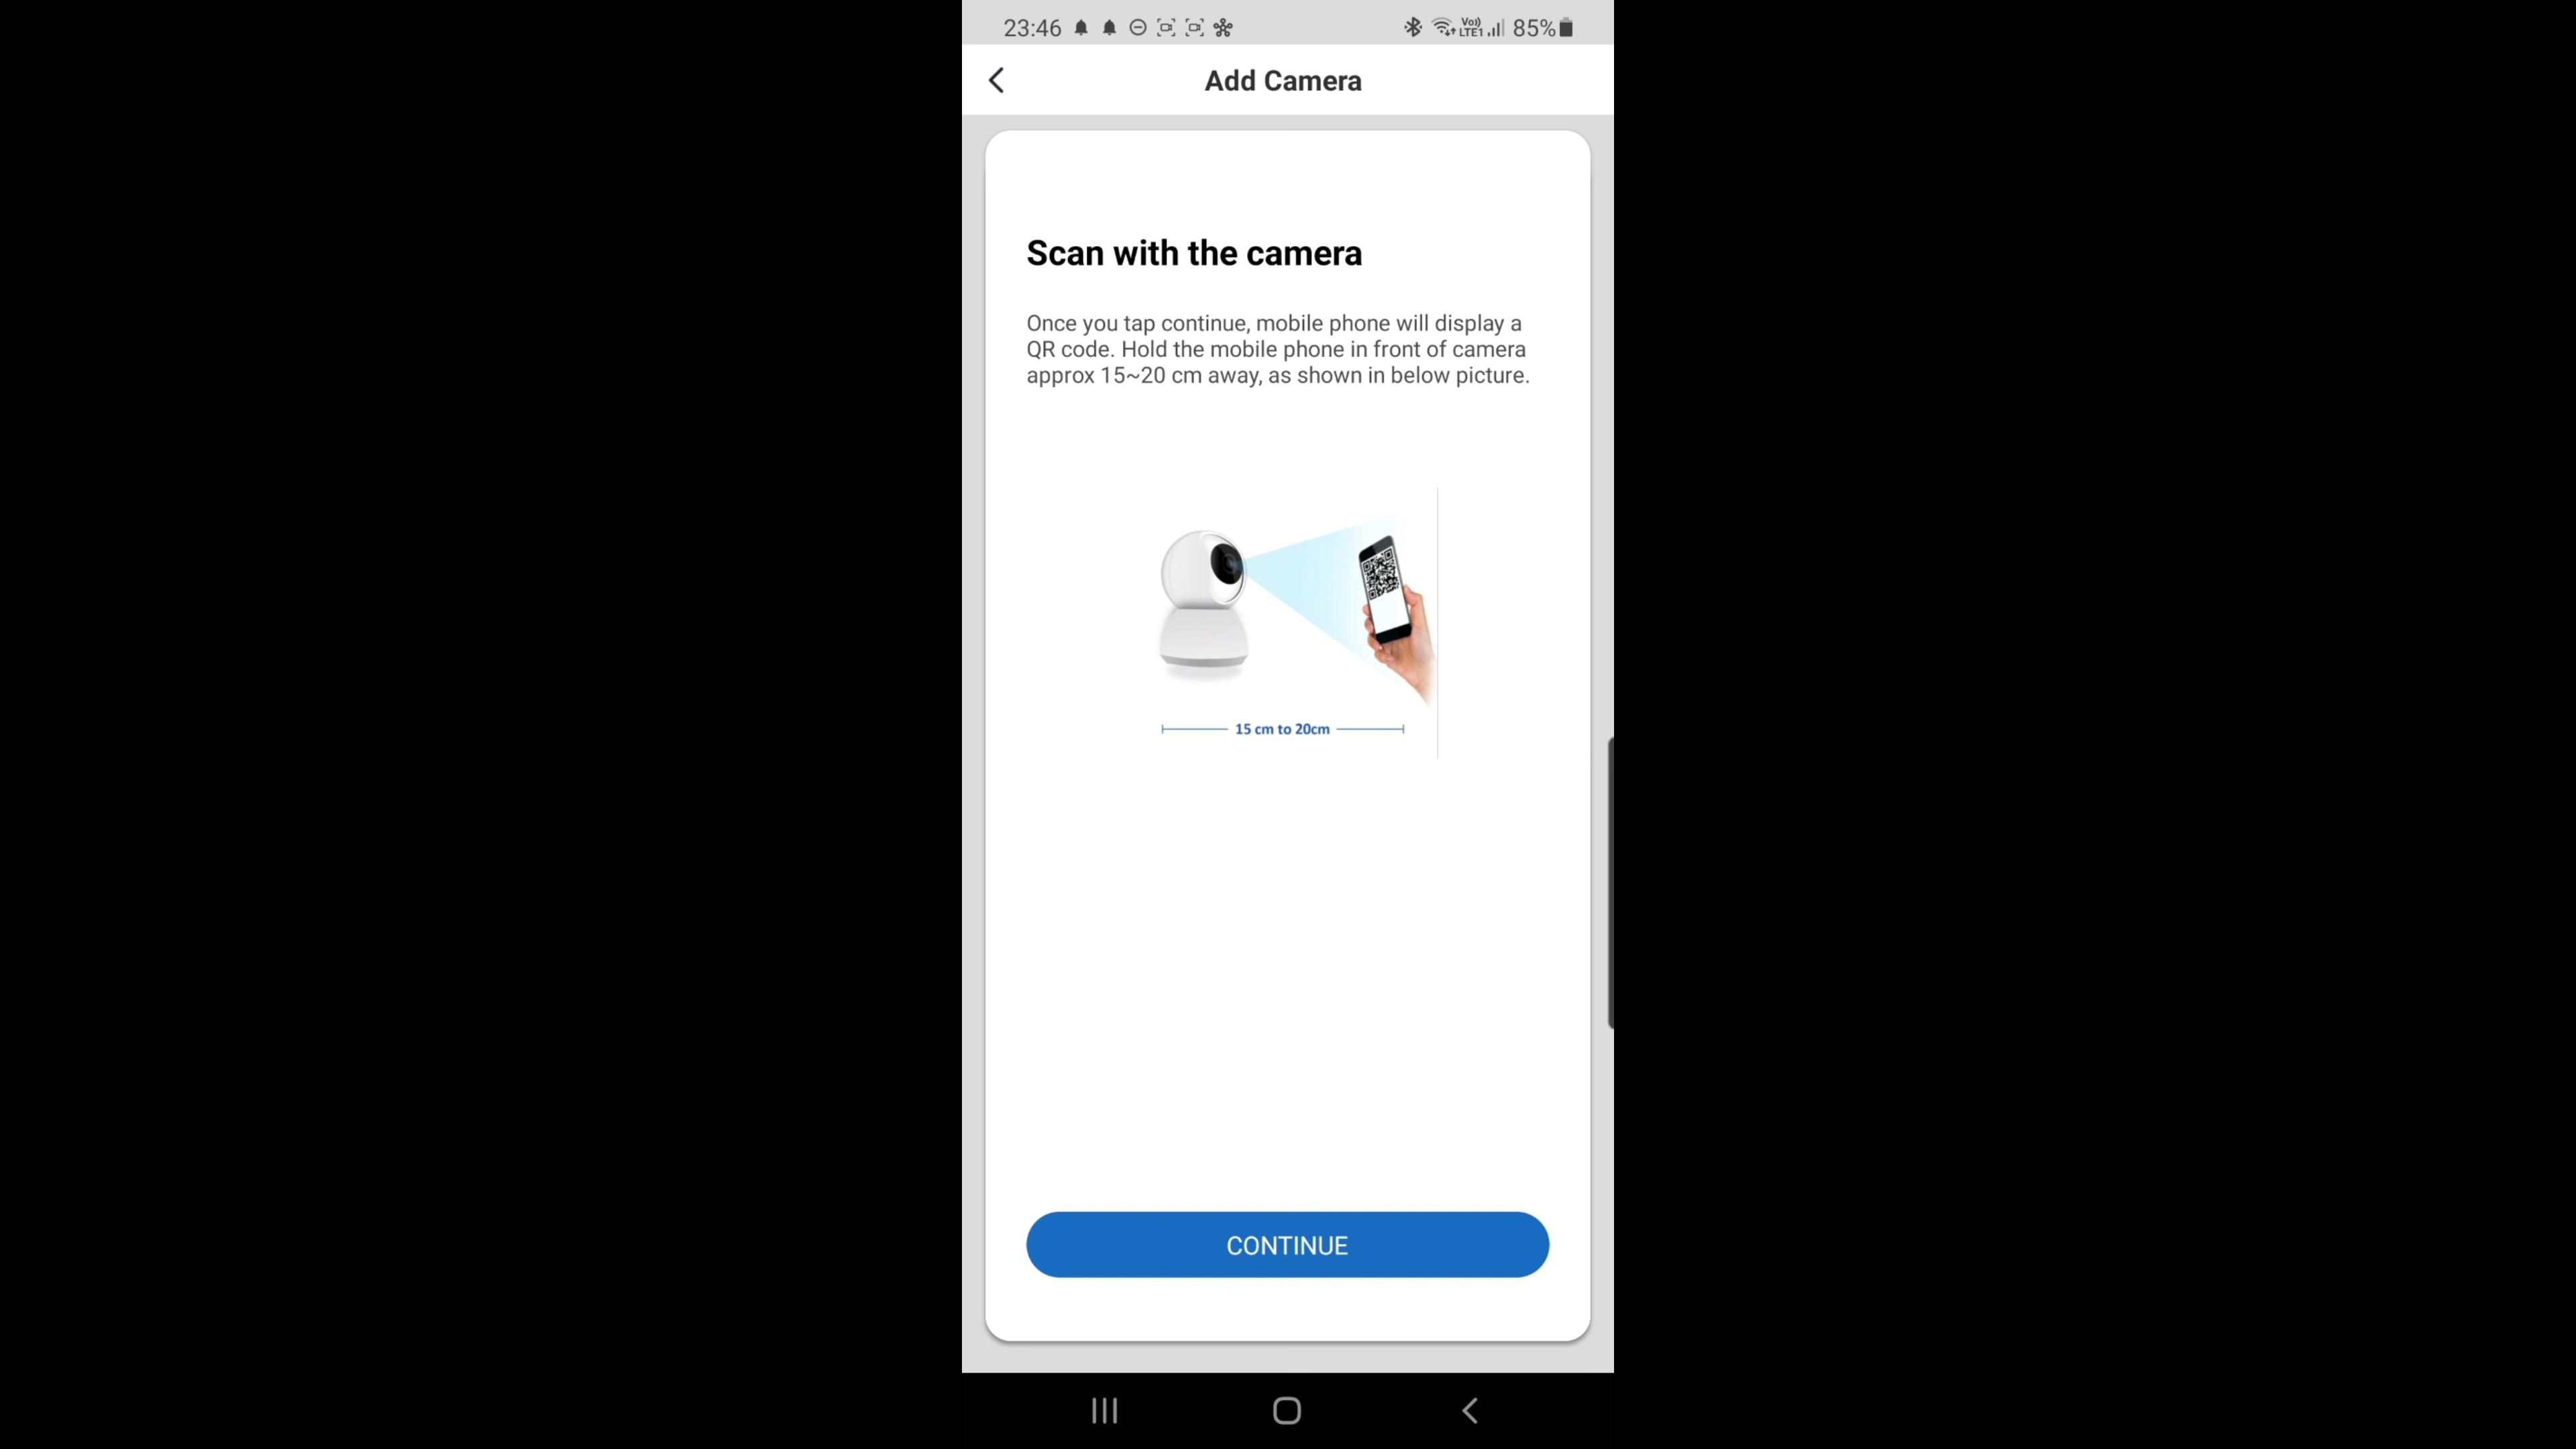 23:46 Vo) LTE1 85%
Add Camera
Scan with the camera
Once you tap continue, mobile phone will display a
QR code. Hold the mobile phone in front of camera
approx 15~20 cm away, as shown in below picture.
15 cm to 20cm
CONTINUE